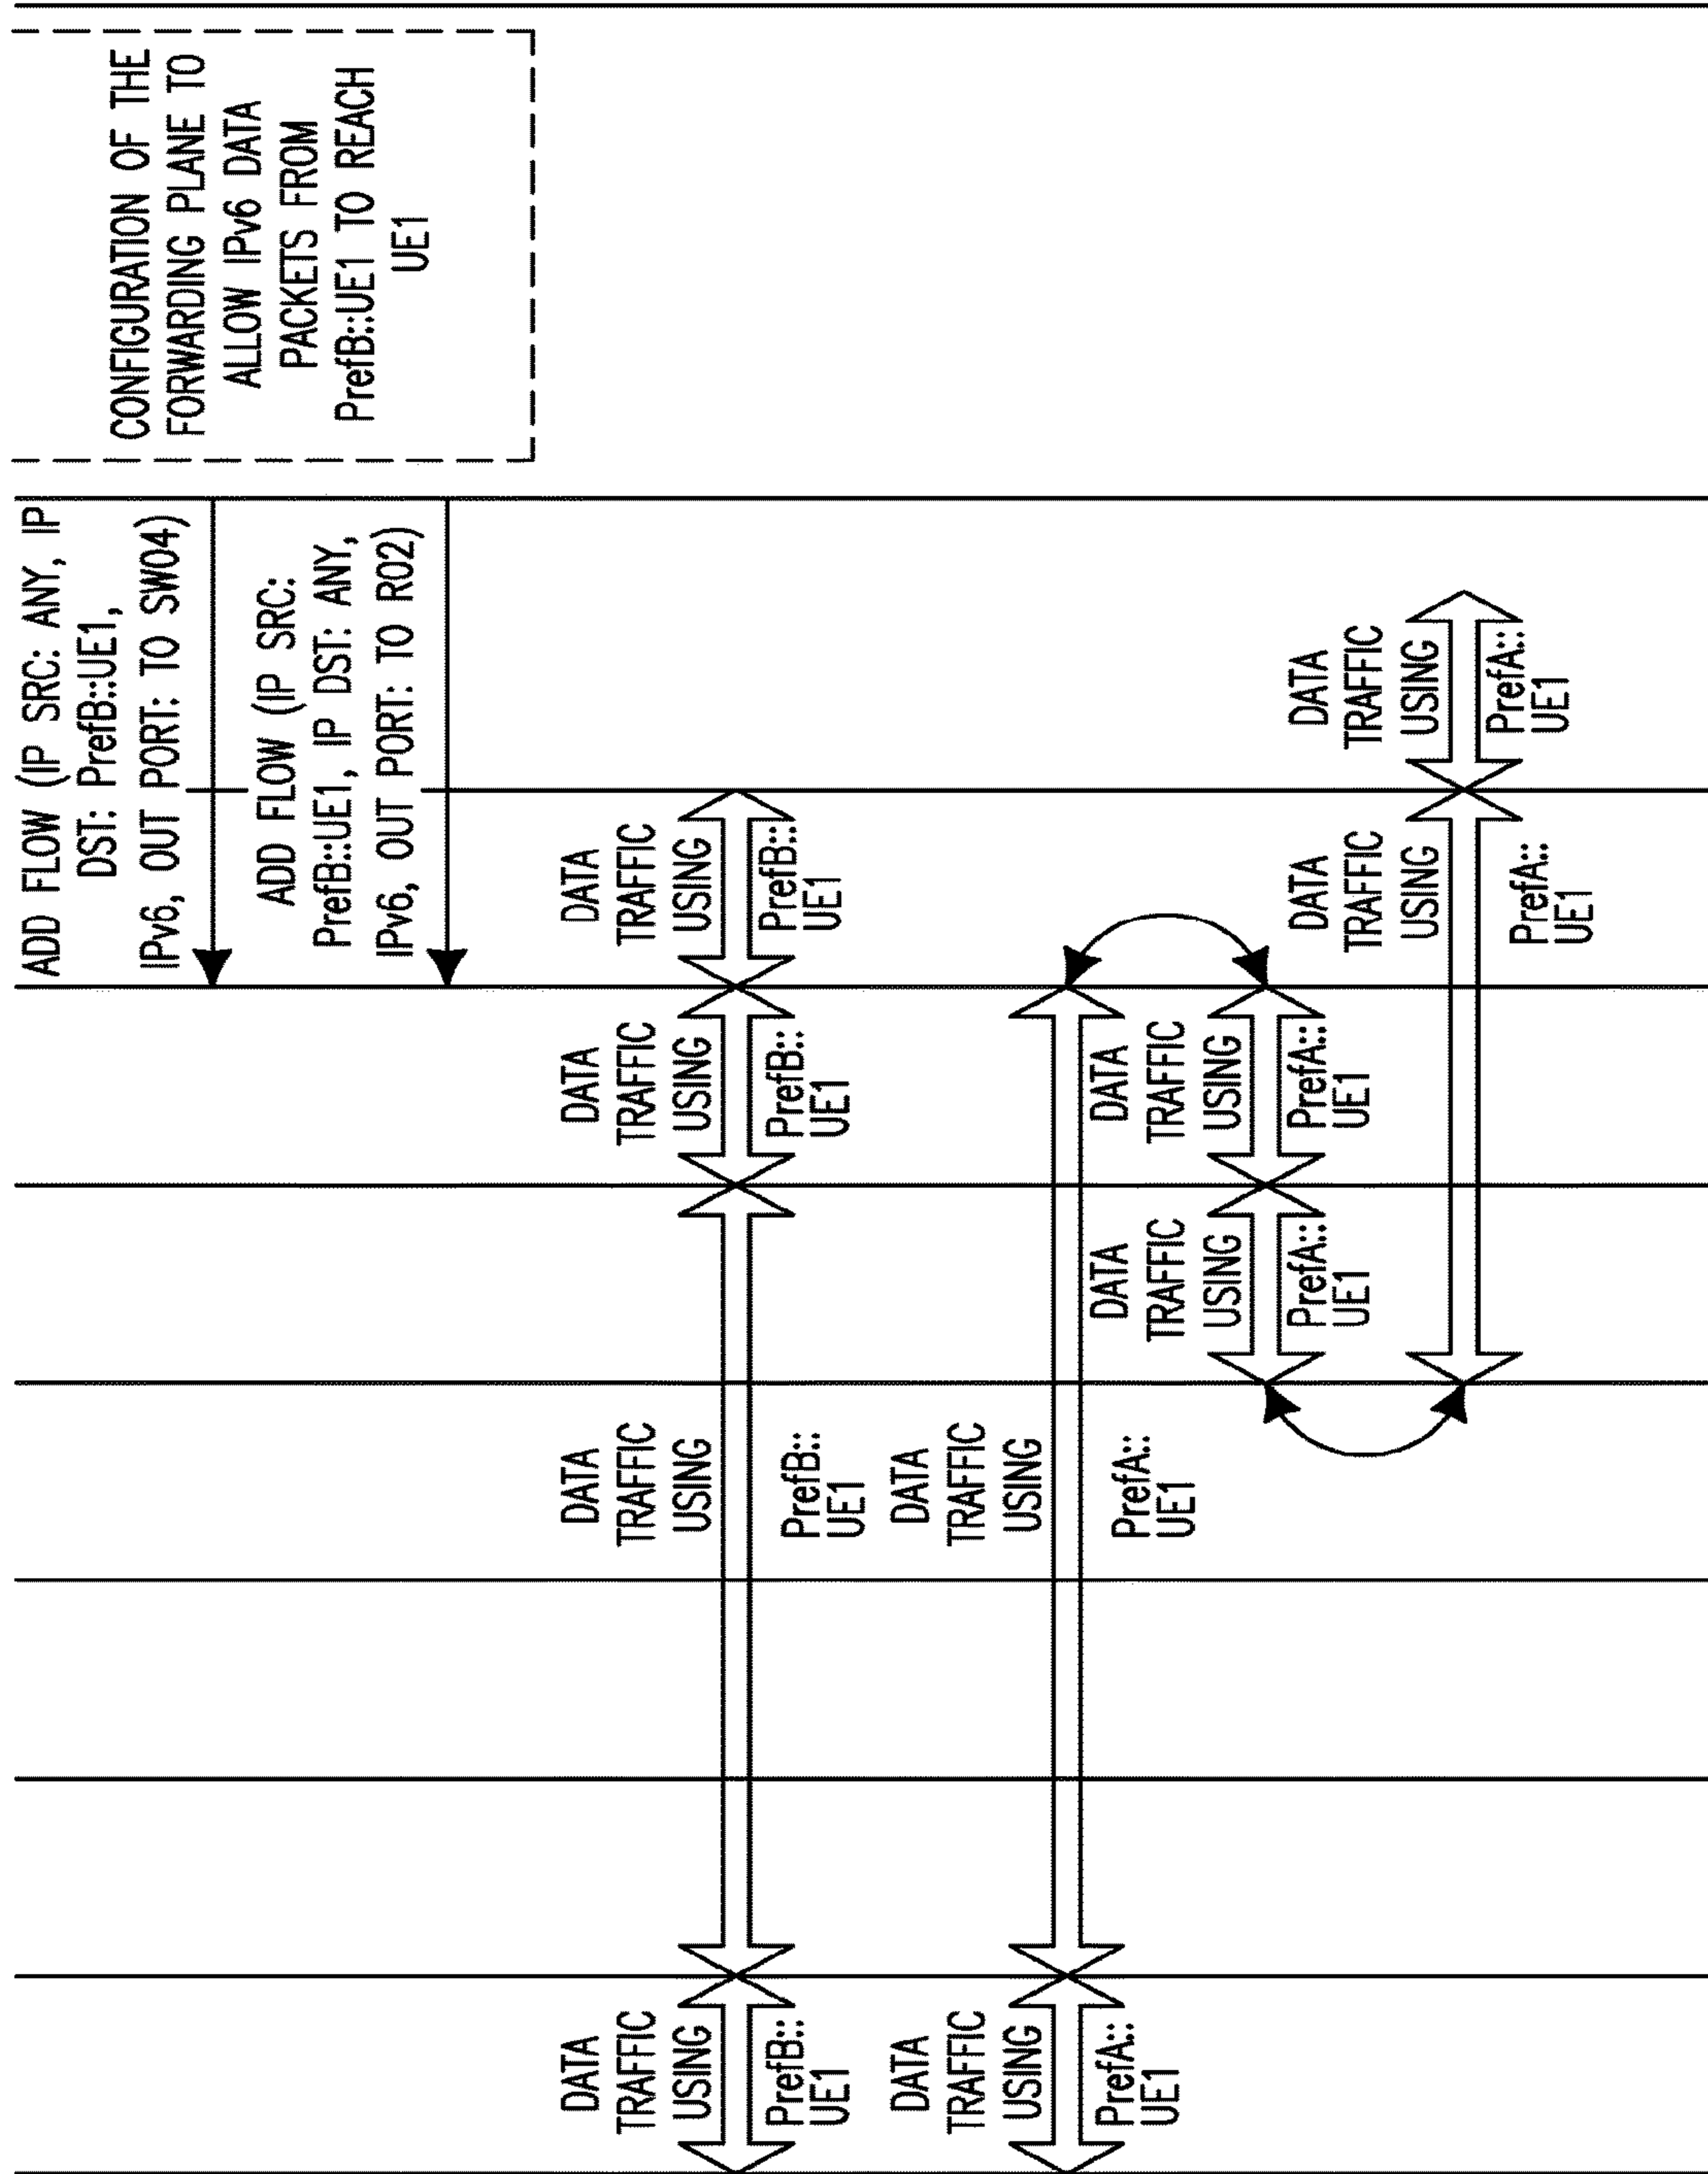 ADD FLOW (IP SRC: ANY, IP
DST: PrefB::UE1,
IPv6, OUT PORT: TO SW04)
ADD FLOW (IP SRC:
PrefB::UE1, IP DST: ANY,
IPv6, OUT PORT: TO R02)
CONFIGURATION OF THE
FORWARDING PLANE TO
ALLOW IPv6 DATA
PACKETS FROM
PrefB::UE1 TO REACH
UE1
DATA
TRAFFIC
USING
PrefB::
UE1
DATA
TRAFFIC
USING
PrefB::
UE1
DATA
TRAFFIC
USING
PrefB::
UE1
DATA
TRAFFIC
USING
PrefB::
UE1
DATA
TRAFFIC
USING
PrefA::
UE1
DATA
TRAFFIC
USING
PrefA::
UE1
DATA
TRAFFIC
USING
PrefA::
UE1
DATA
TRAFFIC
USING
PrefA::
UE1
DATA
TRAFFIC
USING
PrefA::
UE1
DATA
TRAFFIC
USING
PrefA::
UE1